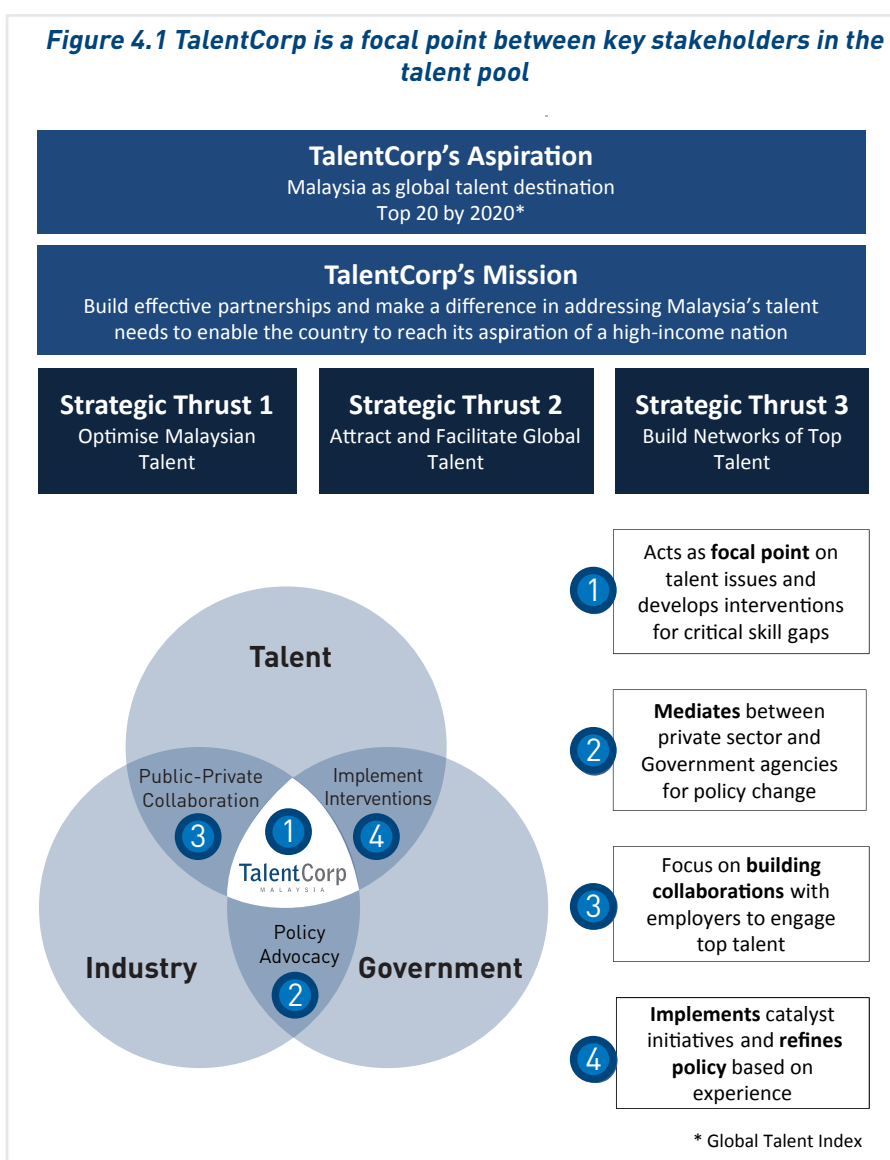 Figure 4.1 TalentCorp is a focal point between key stakeholders in the
talent pool
TalentCorp's Aspiration
Malaysia as global talent destination
Top 20 by 2020*
TalentCorp's Mission
Build effective partnerships and make a difference in addressing Malaysia's talent
needs to enable the country to reach its aspiration of a high-income nation
Strategic Thrust 1
Optimise Malaysian
Talent
Strategic Thrust 2
Attract and Facilitate Global
Talent
Strategic Thrust 3
Build Networks of Top
Talent
Talent
Public-Private
Collaboration
3
Implement
Interventions
4
1
TalentCorp
MALAYSIA
Industry
Policy
Advocacy
2
Government
1
Acts as focal point on
talent issues and
develops interventions
for critical skill gaps
2
Mediates between
private sector and
Government agencies
for policy change
3
Focus on building
collaborations with
employers to engage
top talent
4
Implements catalyst
initiatives and refines
policy based on
experience
* Global Talent Index